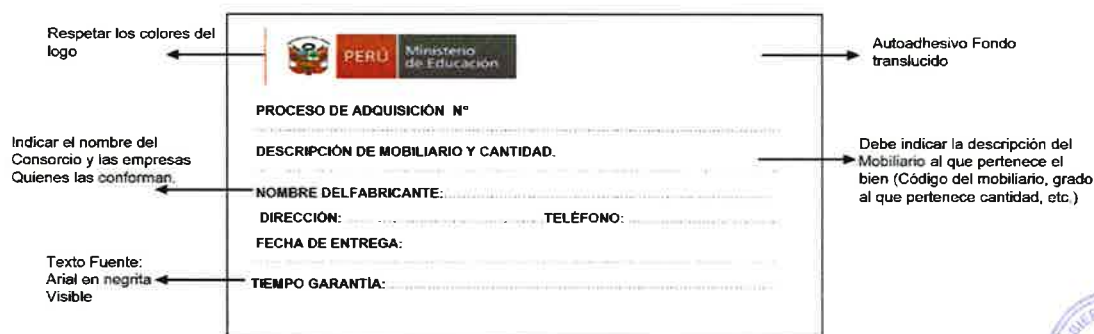 Respetar los colores del
logo
PERÚ
Ministerio
de Educación
Autoadhesivo Fondo
translucido
PROCESO DE ADQUISICIÓN N°
Indicar el nombre del
Consorcio y las empresas
Quienes las conforman.
DESCRIPCIÓN DE MOBILIARIO Y CANTIDAD.
Debe indicar la descripción del
Mobiliario al que pertenece el
bien (Código del mobiliario, grado
al que pertenece cantidad, etc.)
NOMBRE DELFABRICANTE:
DIRECCIÓN: TELÉFONO:
FECHA DE ENTREGA:
Texto Fuente:
Arial en negrita
Visible
TIEMPO GARANTÍA: